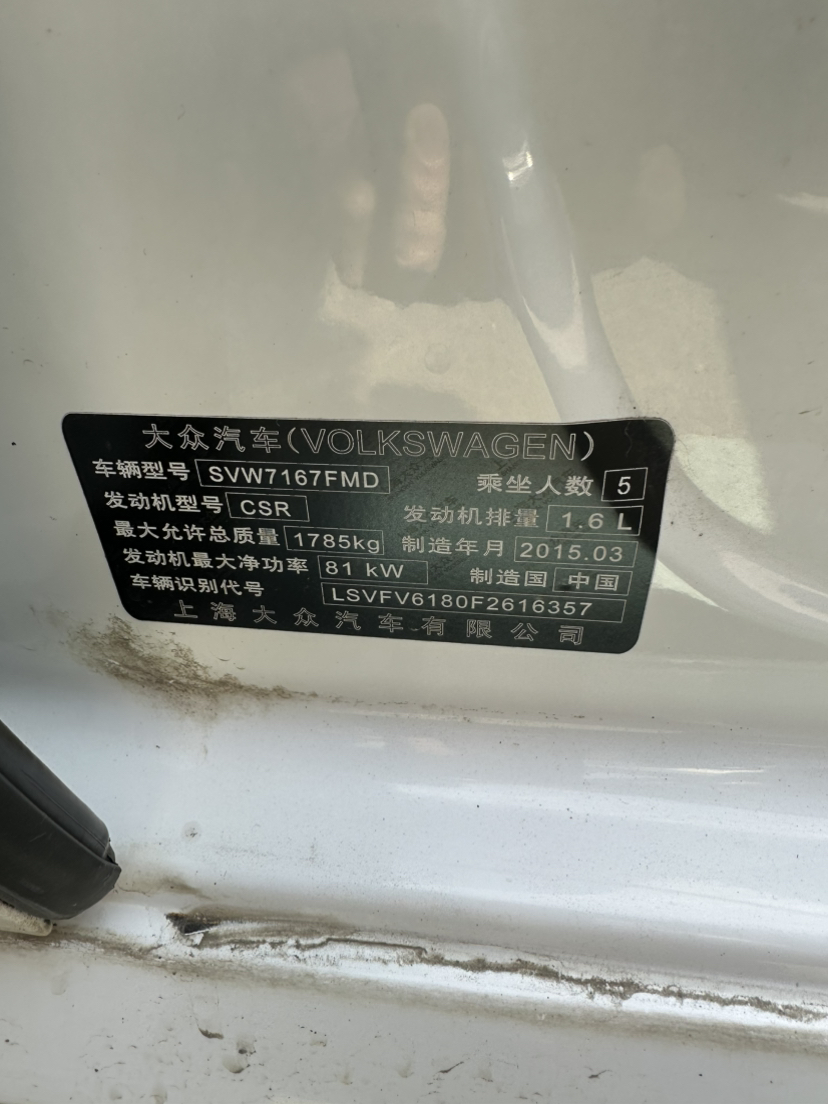 大众汽车(VOLKSWAGEN)
车辆型号 SVW7167FMD 乘坐人数 5
发动机型号 CSR 发动机排量 1.6 L
最大允许总质量 1785kg 制造年月 2015.03
发动机最大净功率 81 kW 制造国 中国
车辆识别代号 LSVFV6180F2616357
上海大众汽车有限公司